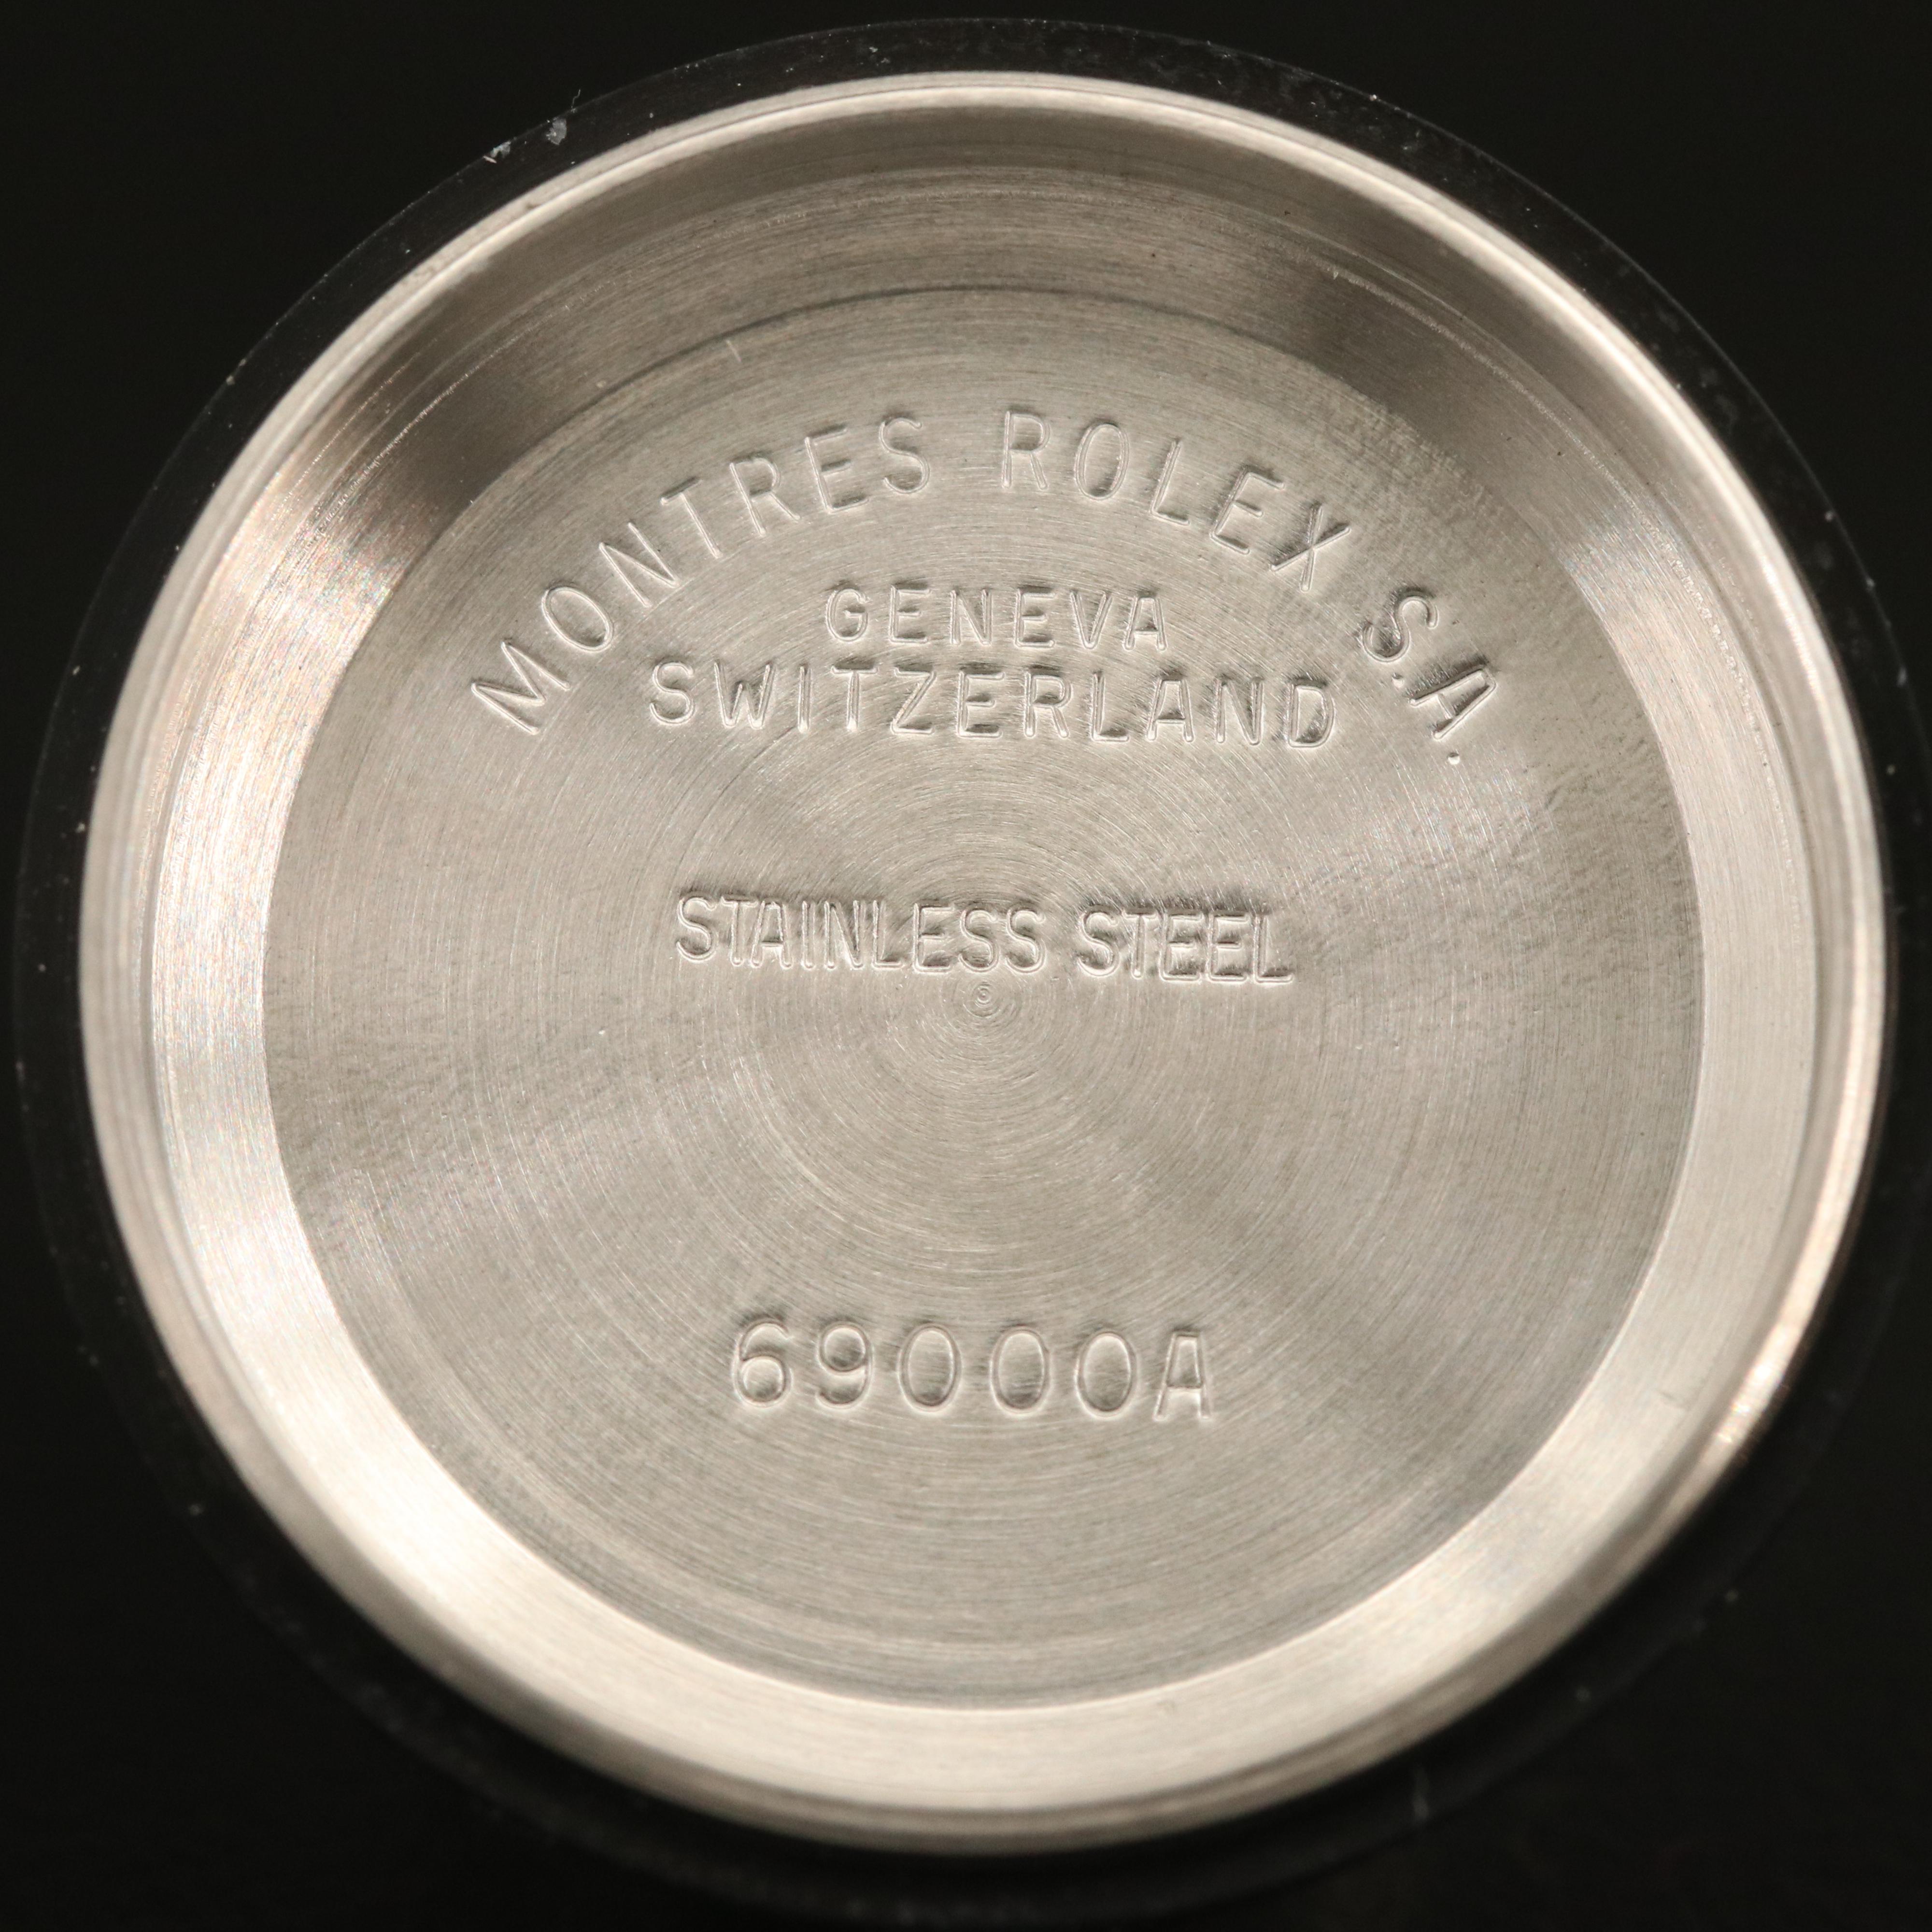 MONTRES ROLEX S.A.
GENEVA
SWITZERLAND
STAINLESS STEEL
69000A